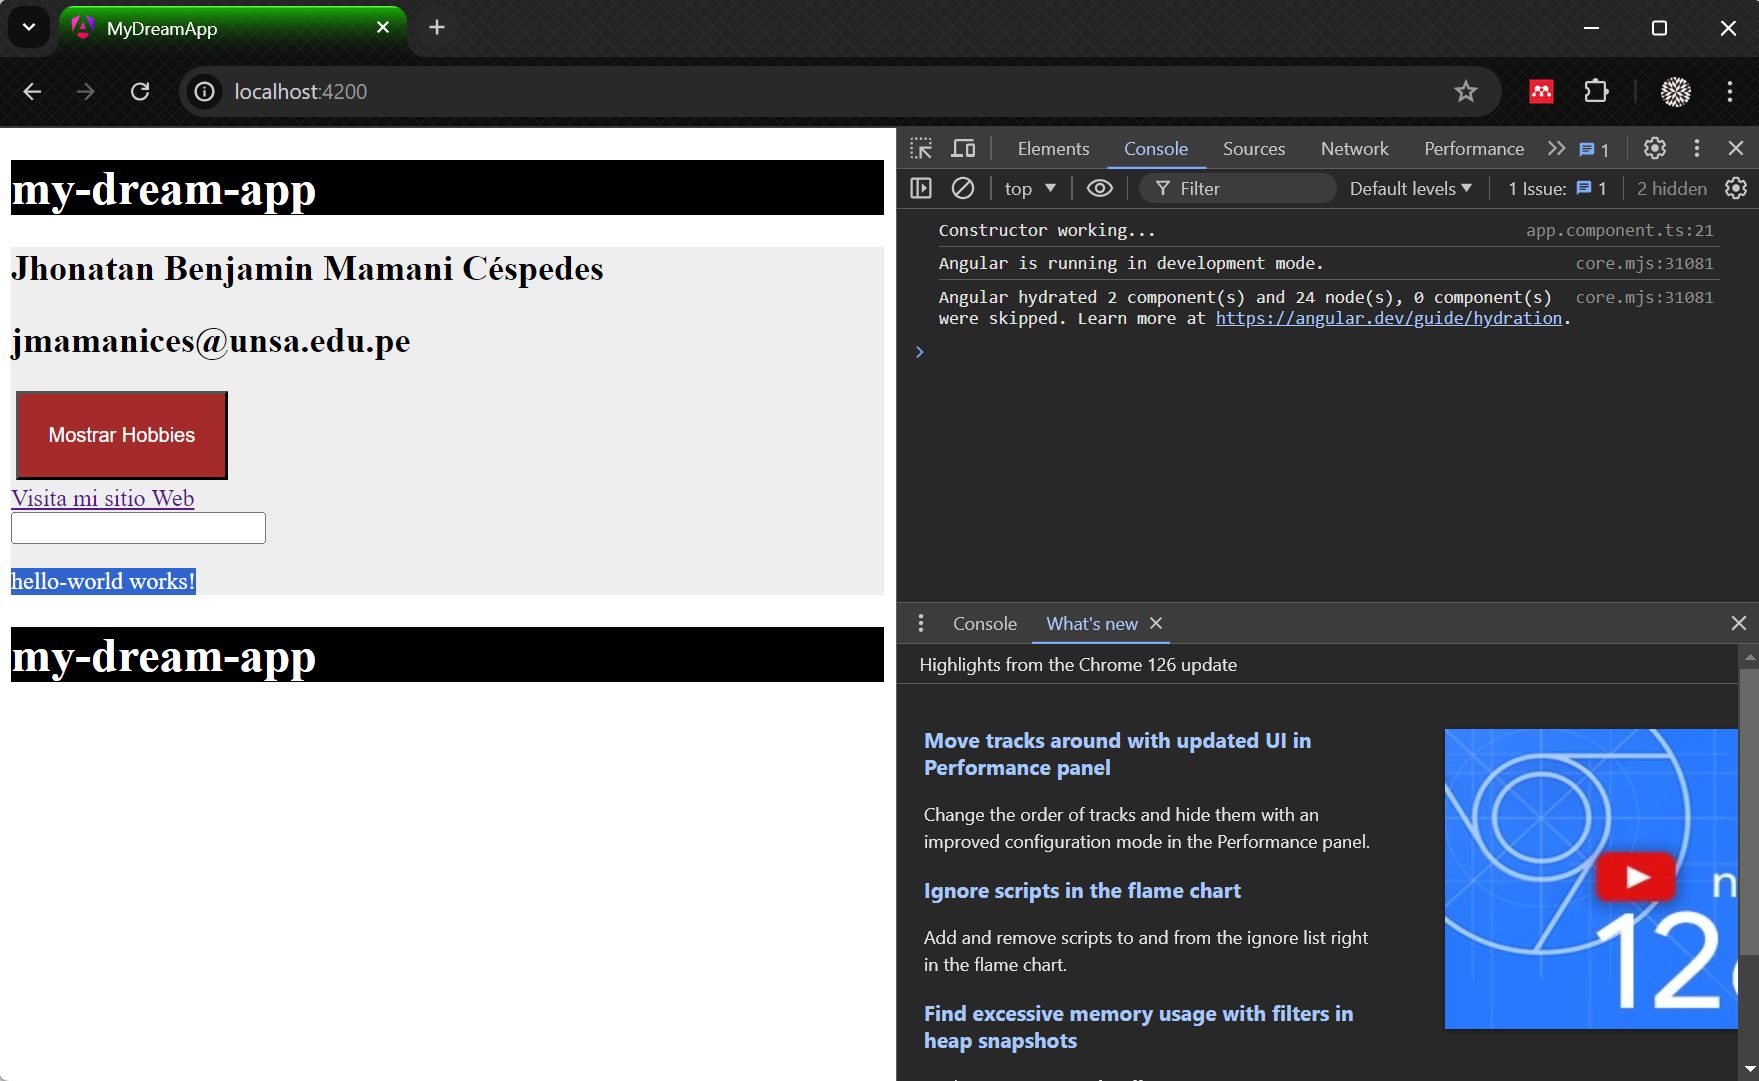 MyDreamApp
localhost:4200
my-dream-app
Jhonatan Benjamin Mamani Céspedes
jmamanices@unsa.edu.pe
Mostrar Hobbies
Visita mi sitio Web
hello-world works!
my-dream-app
Elements Console Sources Network Performance 1
top Filter Default levels 1 Issue: 1 2 hidden
Constructor working... app.component.ts:21
Angular is running in development mode. core.mjs:31081
Angular hydrated 2 component(s) and 24 node(s), 0 component(s) core.mjs:31081
were skipped. Learn more at https://angular.dev/guide/hydration.
Console What's new
Highlights from the Chrome 126 update
Move tracks around with updated UI in
Performance panel
Change the order of tracks and hide them with an
improved configuration mode in the Performance panel.
Ignore scripts in the flame chart
Add and remove scripts to and from the ignore list right
in the flame chart.
Find excessive memory usage with filters in
heap snapshots
n
12